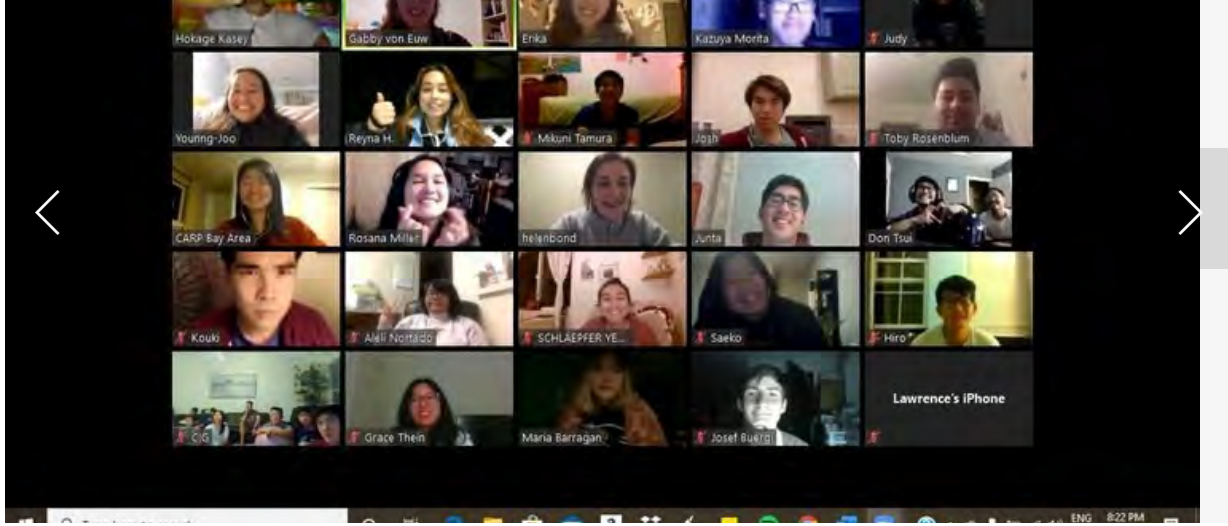 Hokage Kasey
Gabby von Euw
Erika
Kazuya Morita
Judy
Young-Joo
Reyna H.
Mikuni Tamura
Josh
Toby Rosenblum
CARP Bay Area
Rosana Miller
helenbond
Junta
Don Tsui
Kouki
Aleli Nortado
SCHLAEPFER YE...
Saeko
Hiro
CIG
Grace Thein
Maria Barragan
Josef Buergi
Lawrence's iPhone
ENG
8:22 PM